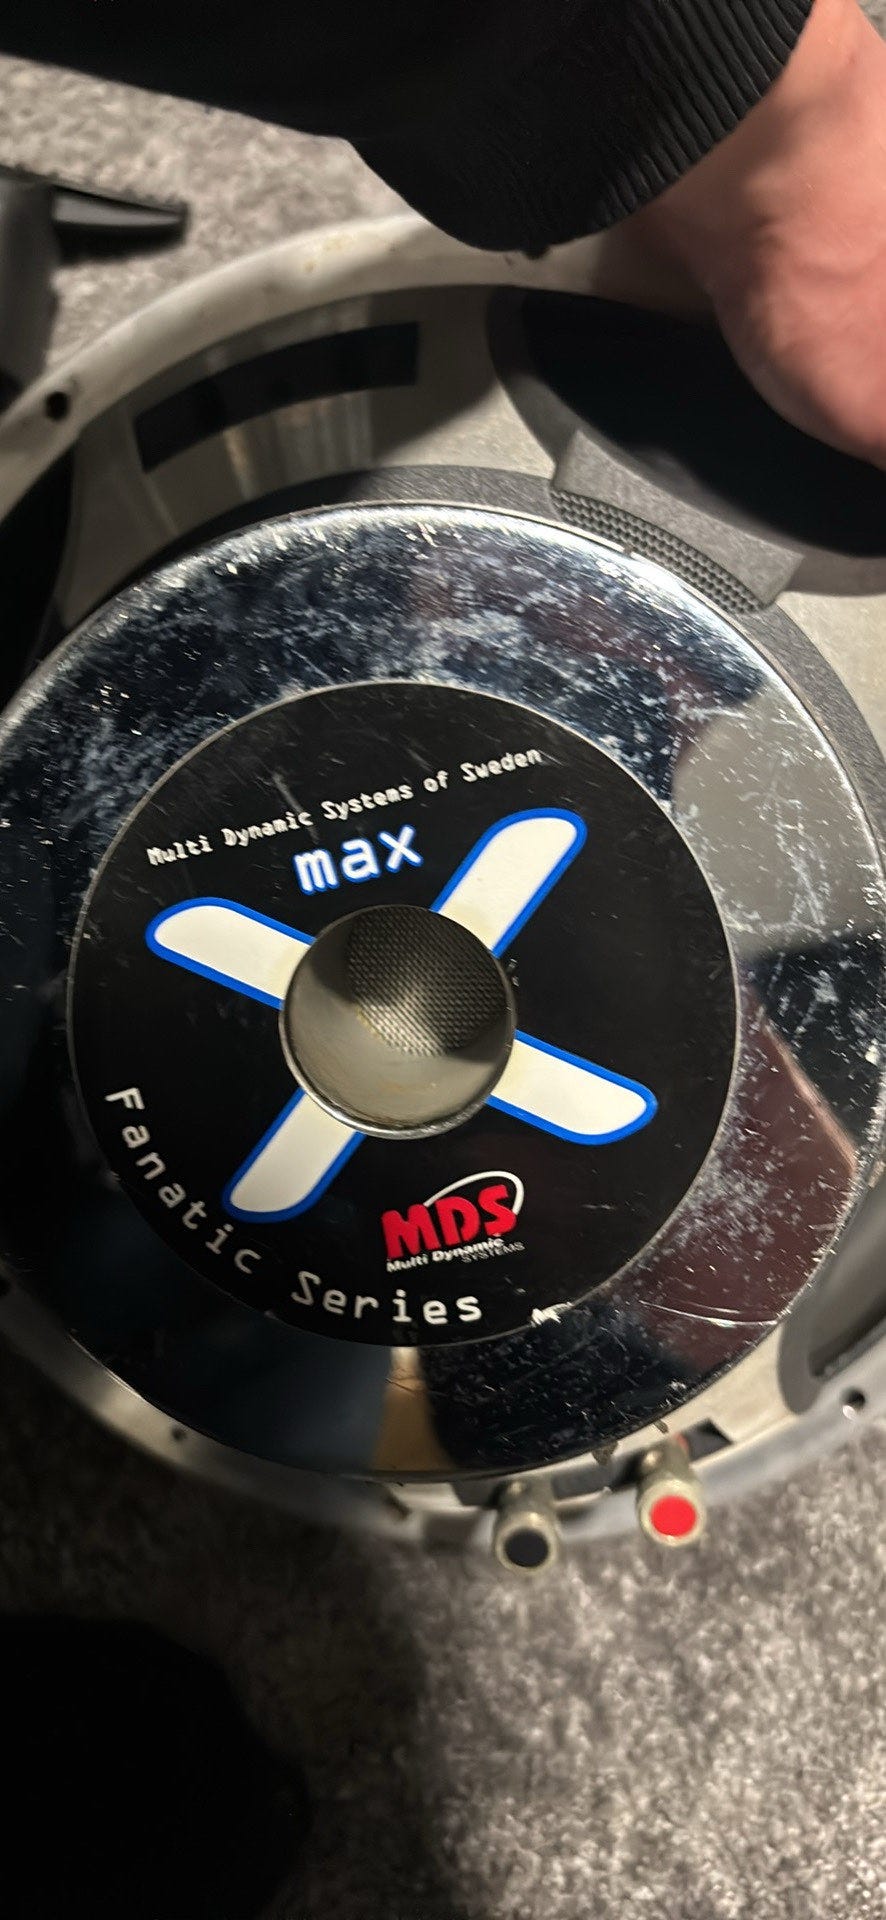 Multi Dynamic Systems of Sweden
max
Fanatic Series
MDS
Multi Dynamic
SYSTEMS